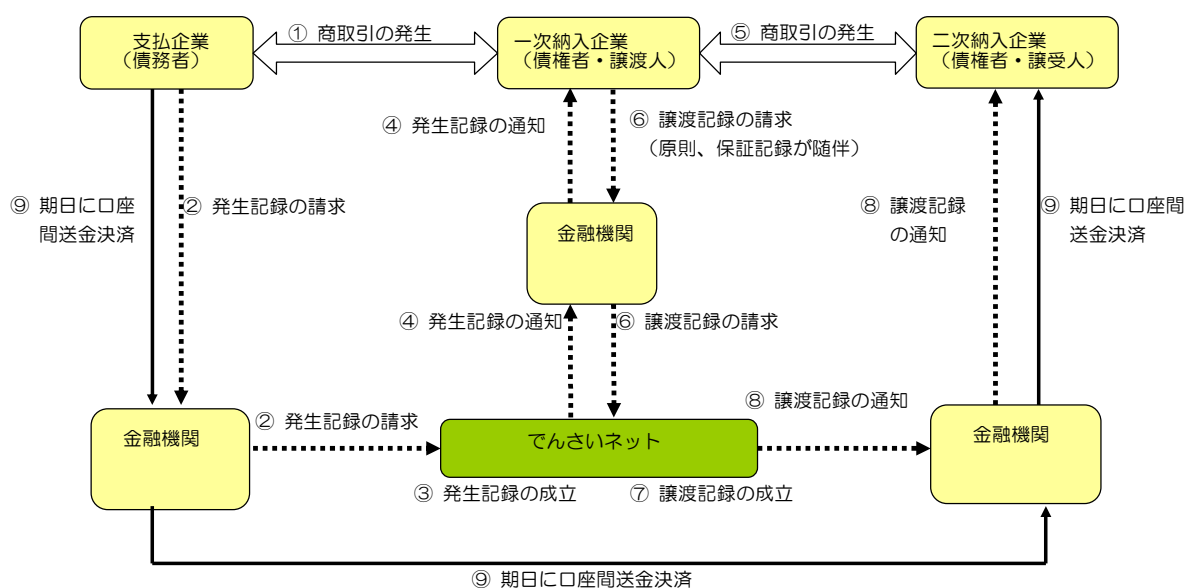 支払企業
（債務者）
① 商取引の発生
一次納入企業
（債権者・譲渡人）
⑤ 商取引の発生
二次納入企業
（債権者・譲受人）
④ 発生記録の通知
⑥ 譲渡記録の請求
（原則、保証記録が随伴）
⑨ 期日に口座
間送金決済
② 発生記録の請求
金融機関
⑧ 譲渡記録
の通知
⑨ 期日に口座間
送金決済
④ 発生記録の通知
⑥ 譲渡記録の請求
金融機関
② 発生記録の請求
でんさいネット
⑧ 譲渡記録の通知
金融機関
③ 発生記録の成立
⑦ 譲渡記録の成立
⑨ 期日に口座間送金決済